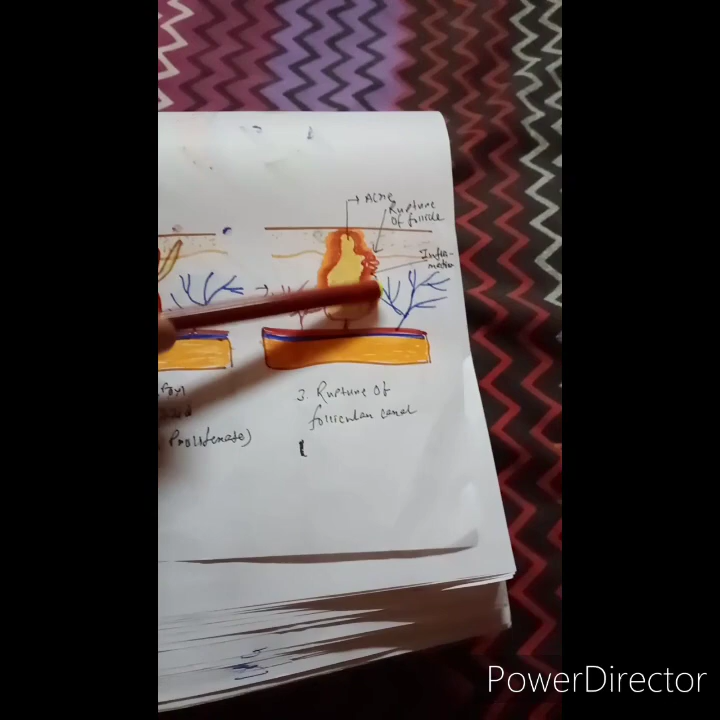 → Acne
Rupture
Of follicle
Infla-
mation
3. Rupture Of
follicular canal
Proliferate)
PowerDirector